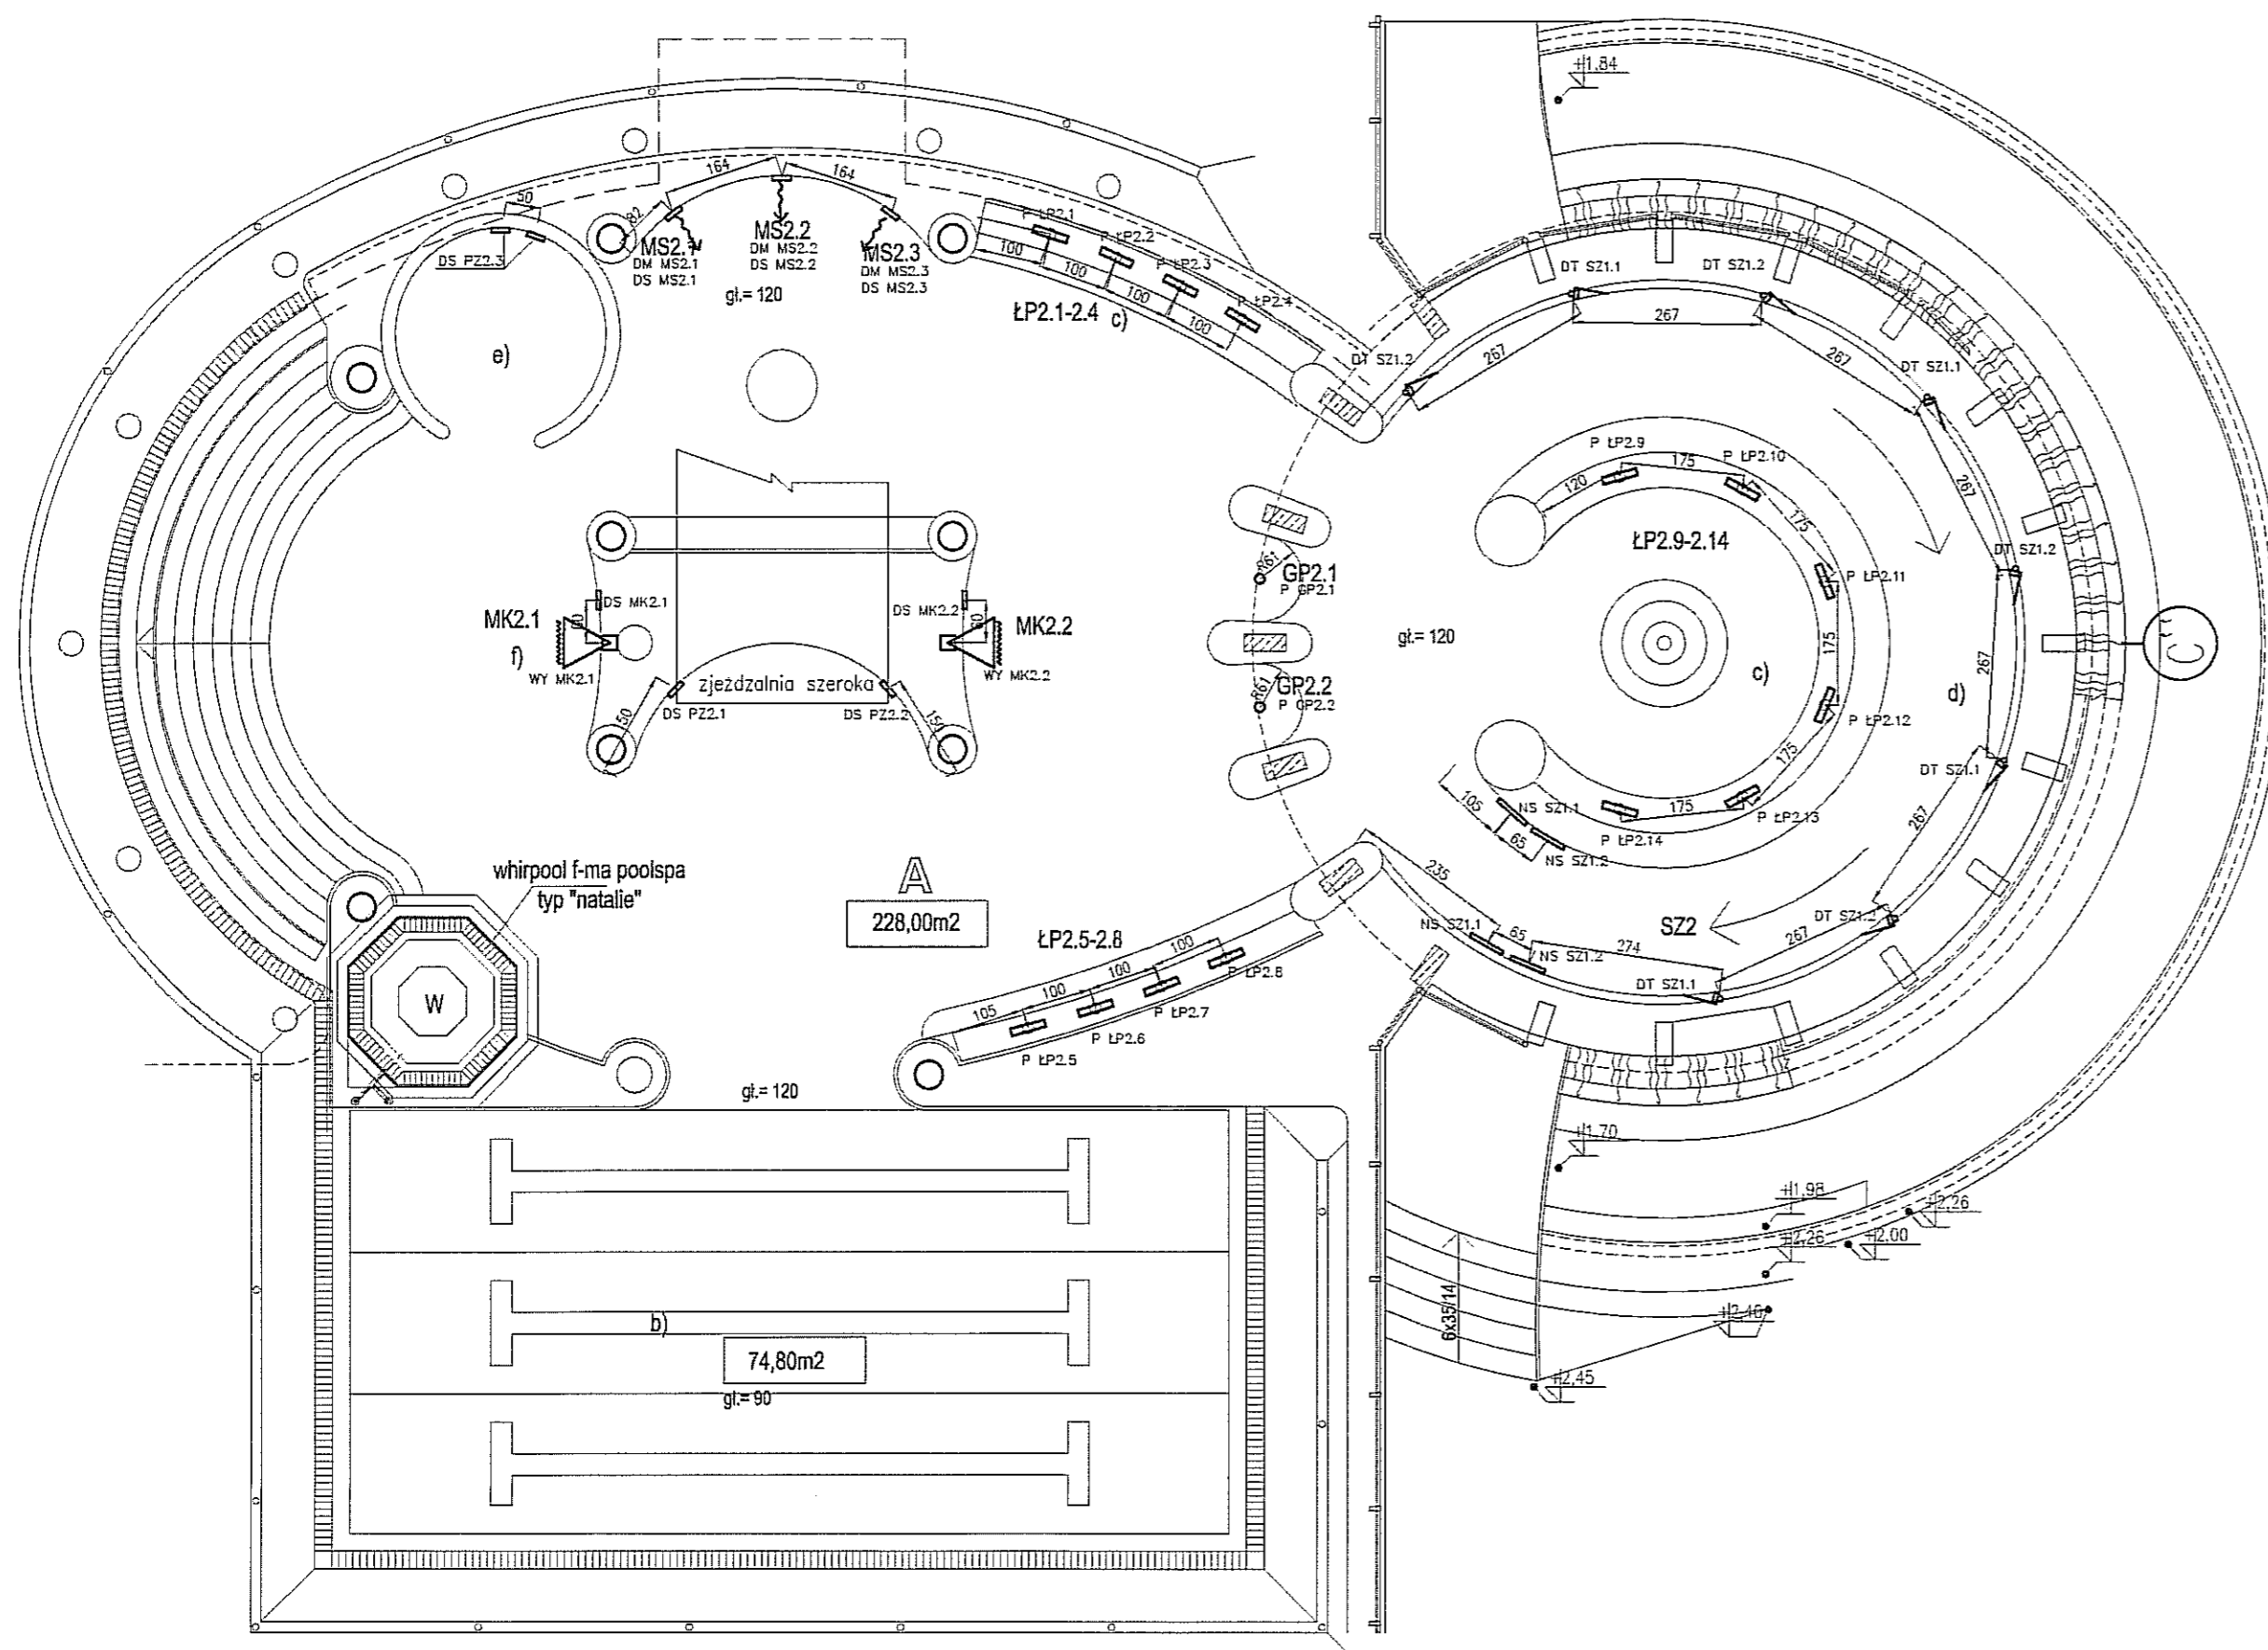 +1.84
164
164
50
82
MS2.1
DM MS2.1
DS MS2.1
MS2.2
DM MS2.2
DS MS2.2
MS2.3
DM MS2.3
DS MS2.3
DS PZ2.3
gł.= 120
P ŁP2.1
P ŁP2.2
P ŁP2.3
P ŁP2.4
100
100
100
100
ŁP2.1-2.4
c)
e)
DT SZ1.1
DT SZ1.2
267
267
267
DT SZ1.2
DT SZ1.1
267
P ŁP2.9
175
P ŁP2.10
120
175
ŁP2.9-2.14
DT SZ1.2
P ŁP2.11
GP2.1
P GP2.1
DS MK2.1
60
DS MK2.2
60
MK2.1
f)
WY MK2.1
MK2.2
WY MK2.2
gł.= 120
175
267
C"
c)
d)
zjeżdzalnia szeroka
150
DS PZ2.1
DS PZ2.2
150
GP2.2
P GP2.2
P ŁP2.12
175
DT SZ1.1
105
NS SZ1.1
65
NS SZ1.2
175
P ŁP2.13
P ŁP2.14
267
whirpool f-ma poolspa
typ "natalie"
A
228,00m2
235
NS SZ1.1
65
NS SZ1.2
274
267
DT SZ1.2
SZ2
DT SZ1.1
ŁP2.5-2.8
100
100
100
105
P ŁP2.8
P ŁP2.7
P ŁP2.6
P ŁP2.5
W
gł.= 120
+1.70
+1.98
+2.26
+2.26
+2.00
6x35/14
+2.45
b)
74,80m2
gł.= 90